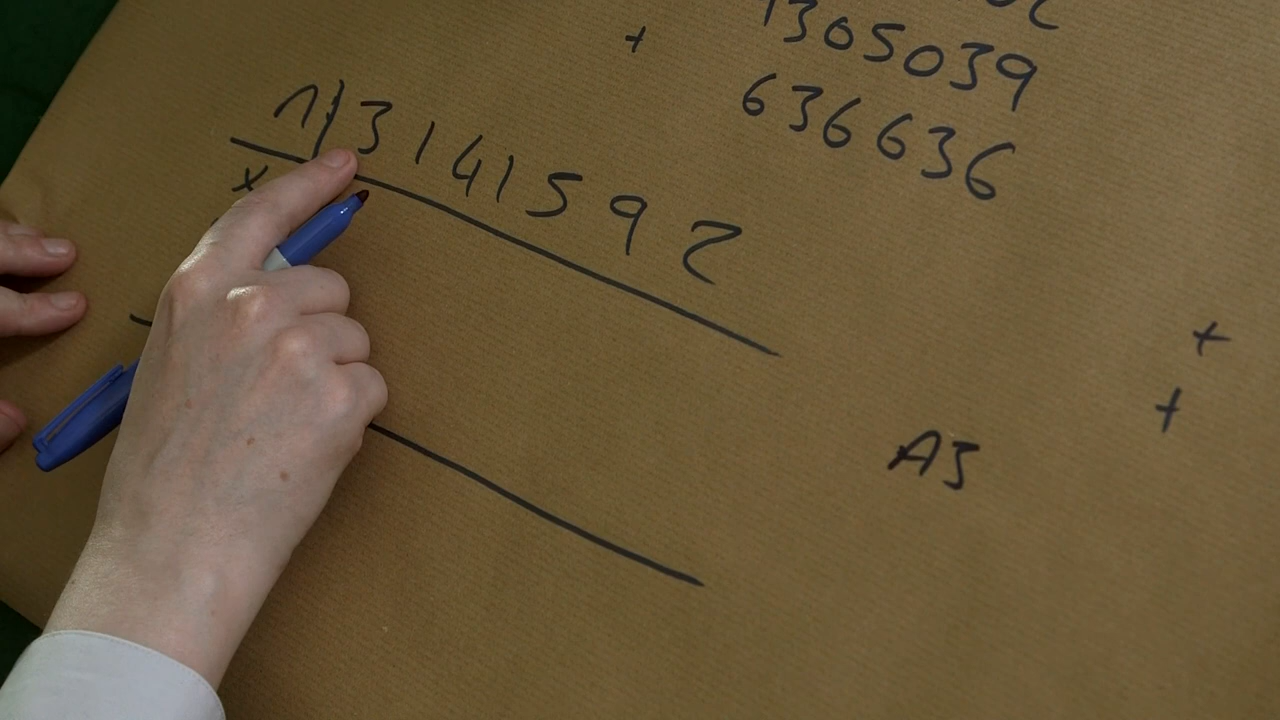 1305039
+ 636636
1) 3141592
x
+
+
A3